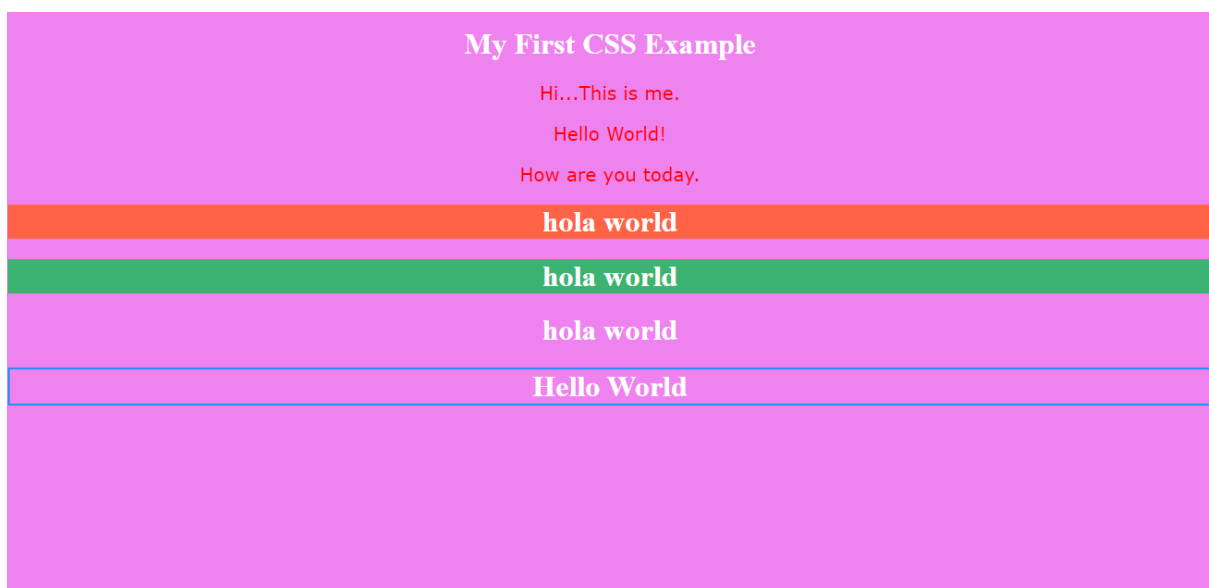 My First CSS Example
Hi...This is me.
Hello World!
How are you today.
hola world
hola world
hola world
Hello World